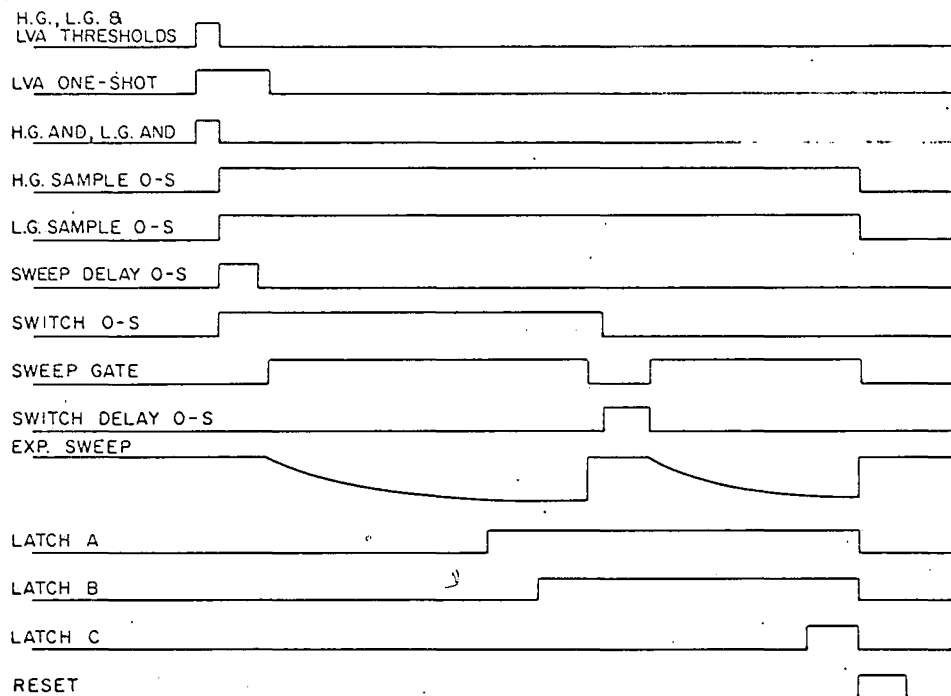 H.G., L.G. &
LVA THRESHOLDS
LVA ONE-SHOT
H.G. AND, L.G. AND
H.G. SAMPLE O-S
L.G. SAMPLE O-S
SWEEP DELAY O-S
SWITCH O-S
SWEEP GATE
SWITCH DELAY O-S
EXP. SWEEP
LATCH A
LATCH B
LATCH C
RESET